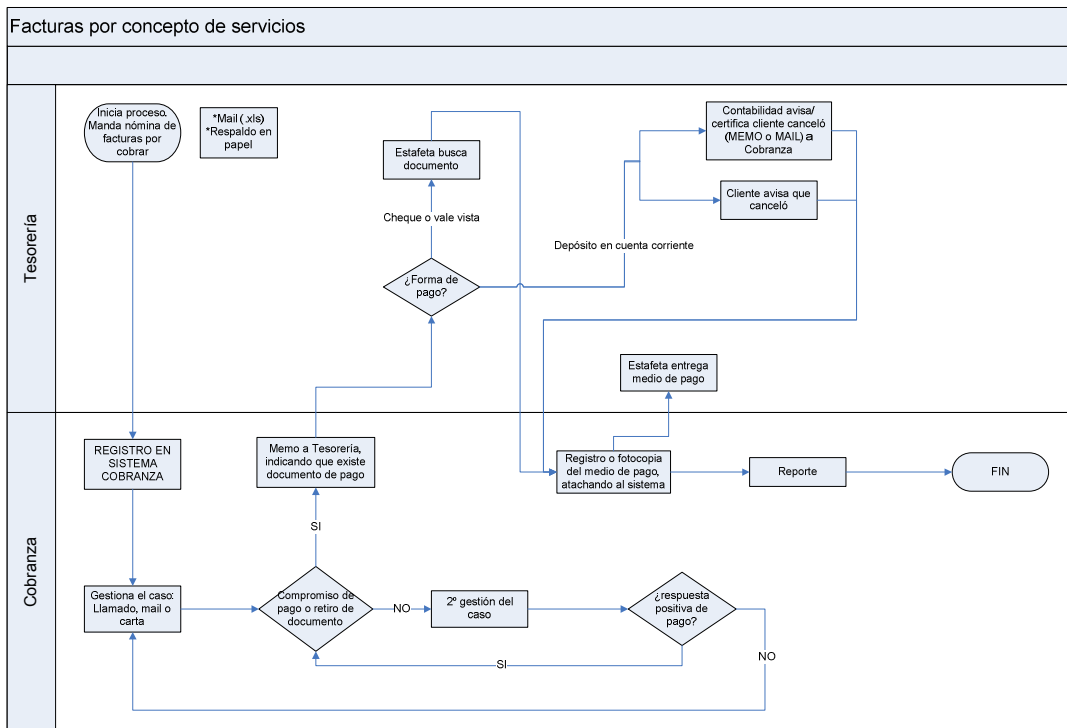 Facturas por concepto de servicios
Tesorería
Inicia proceso.
Manda nómina de
facturas por
cobrar
*Mail (.xls)
*Respaldo en
papel
Estafeta busca
documento
Cheque o vale vista
¿Forma de
pago?
Depósito en cuenta corriente
Contabilidad avisa/
certifica cliente canceló
(MEMO o MAIL) a
Cobranza
Cliente avisa que
canceló
Estafeta entrega
medio de pago
Cobranza
REGISTRO EN
SISTEMA
COBRANZA
Memo a Tesorería,
indicando que existe
documento de pago
Registro o fotocopia
del medio de pago,
atachando al sistema
Reporte
FIN
SI
Gestiona el caso:
Llamado, mail o
carta
Compromiso de
pago o retiro de
documento
NO
2º gestión del
caso
¿respuesta
positiva de
pago?
SI
NO